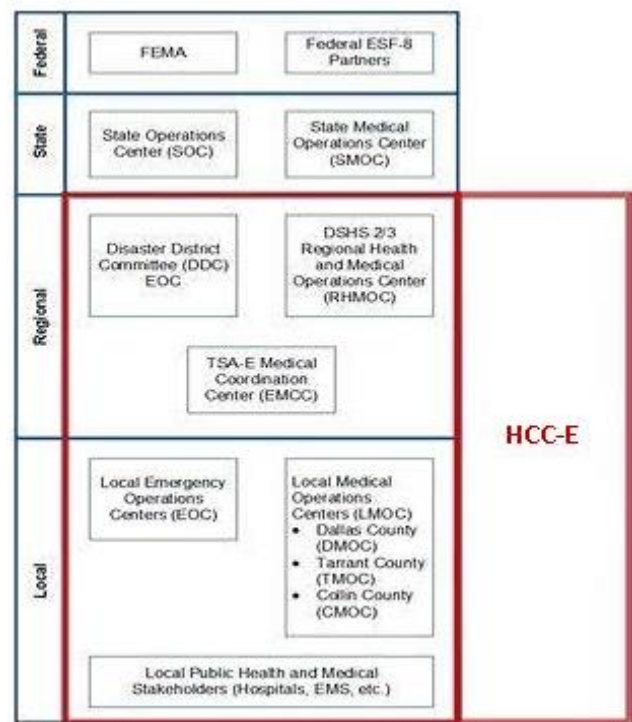 Federal
FEMA
Federal ESF-8
Partners
State
State Operations
Center (SOC)
State Medical
Operations Center
(SMOC)
Regional
Disaster District
Committee (DDC)
EOC
DSHS 2/3
Regional Health
and Medical
Operations Center
(RHMOC)
TSA-E Medical
Coordination
Center (EMCC)
HCC-E
Local
Local Emergency
Operations
Centers (EOC)
Local Medical
Operations
Centers (LMOC)
• Dallas County
(DMOC)
• Tarrant County
(TMOC)
• Collin County
(CMOC)
Local Public Health and Medical
Stakeholders (Hospitals, EMS, etc.)